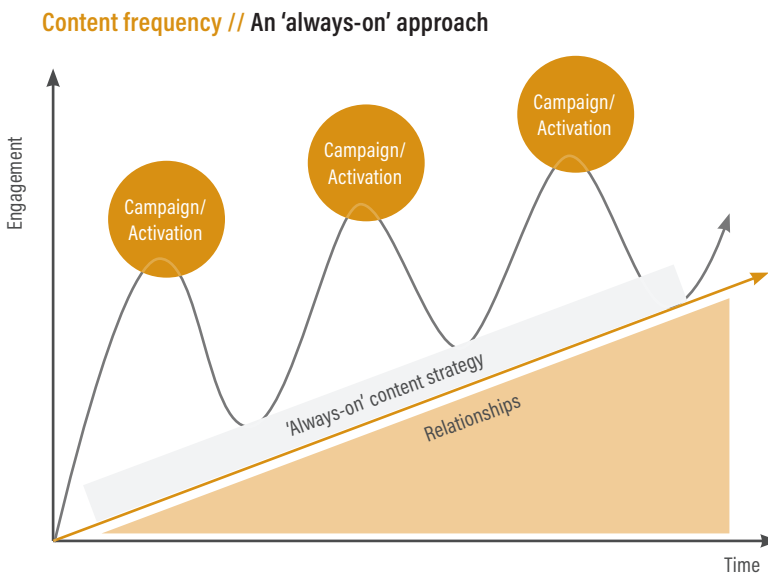 Content frequency // An ‘always-on’ approach
Engagement
Campaign/
Activation
Campaign/
Activation
Campaign/
Activation
‘Always-on’ content strategy
Relationships
Time